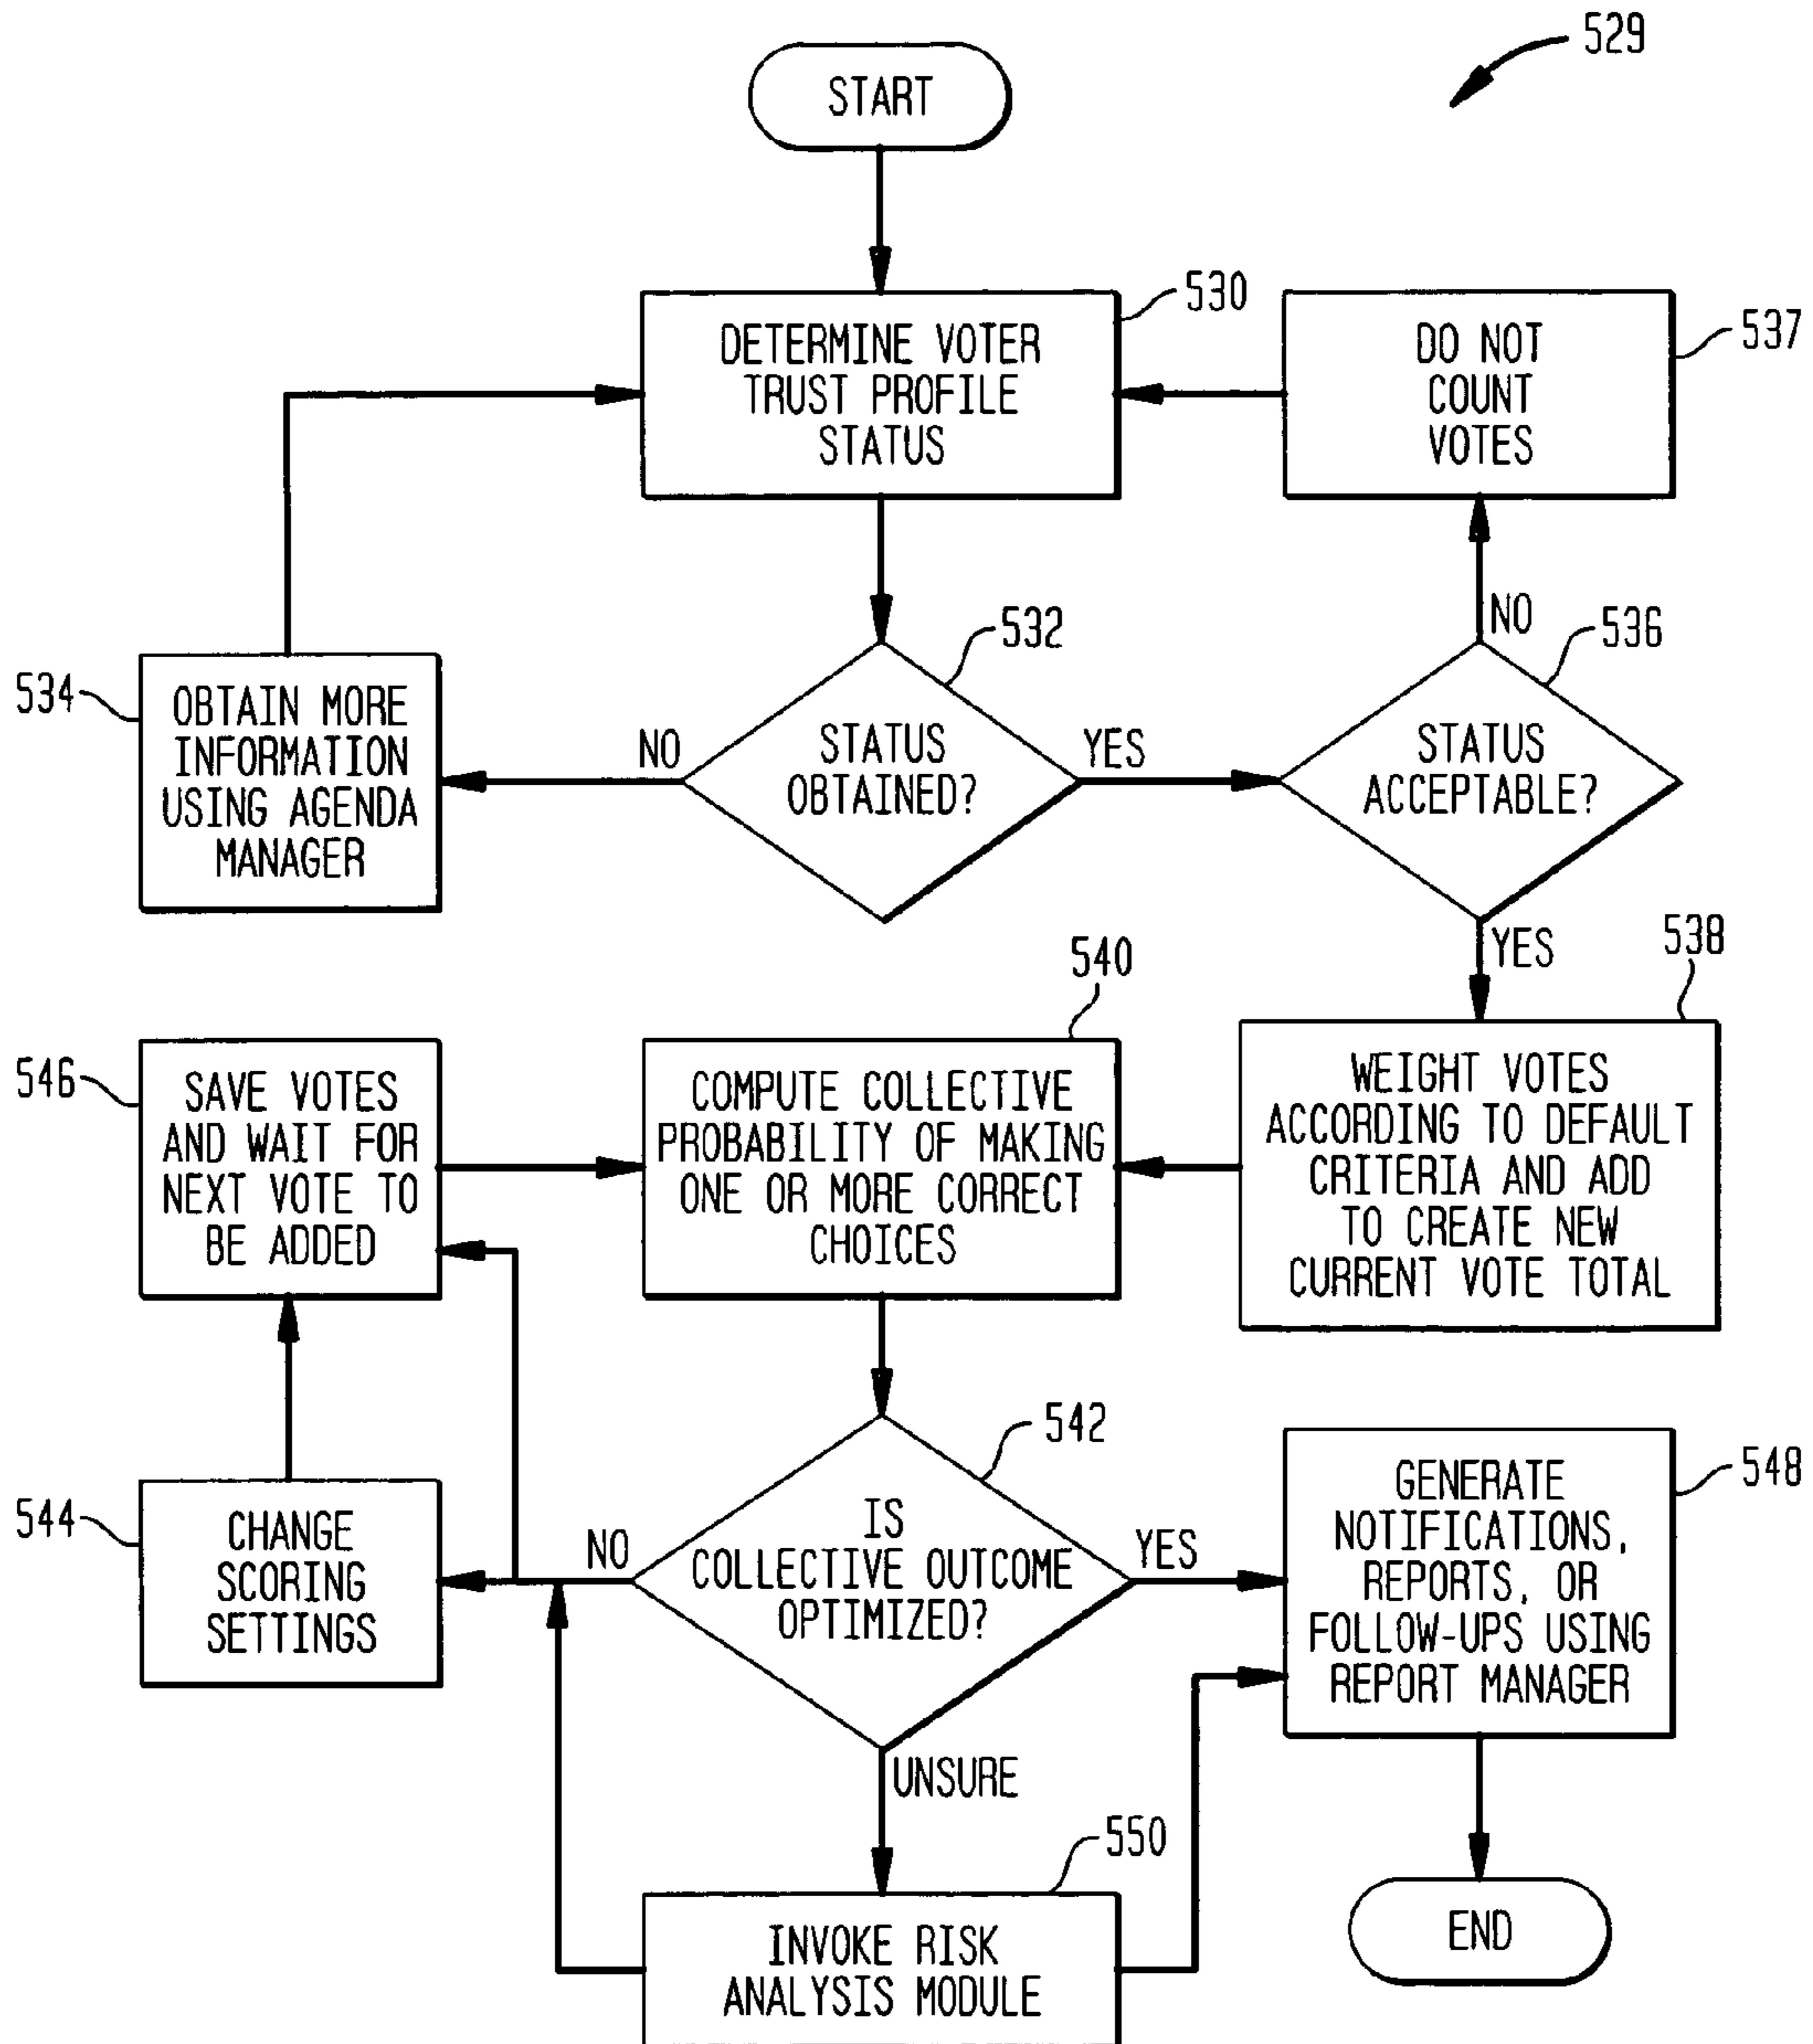 529
START
530
DETERMINE VOTER
TRUST PROFILE
STATUS
537
DO NOT
COUNT
VOTES
532
STATUS
OBTAINED?
NO
YES
534
OBTAIN MORE
INFORMATION
USING AGENDA
MANAGER
536
STATUS
ACCEPTABLE?
NO
YES
538
WEIGHT VOTES
ACCORDING TO DEFAULT
CRITERIA AND ADD
TO CREATE NEW
CURRENT VOTE TOTAL
540
COMPUTE COLLECTIVE
PROBABILITY OF MAKING
ONE OR MORE CORRECT
CHOICES
546
SAVE VOTES
AND WAIT FOR
NEXT VOTE TO
BE ADDED
542
IS
COLLECTIVE OUTCOME
OPTIMIZED?
NO
YES
UNSURE
544
CHANGE
SCORING
SETTINGS
548
GENERATE
NOTIFICATIONS,
REPORTS, OR
FOLLOW-UPS USING
REPORT MANAGER
550
INVOKE RISK
ANALYSIS MODULE
END